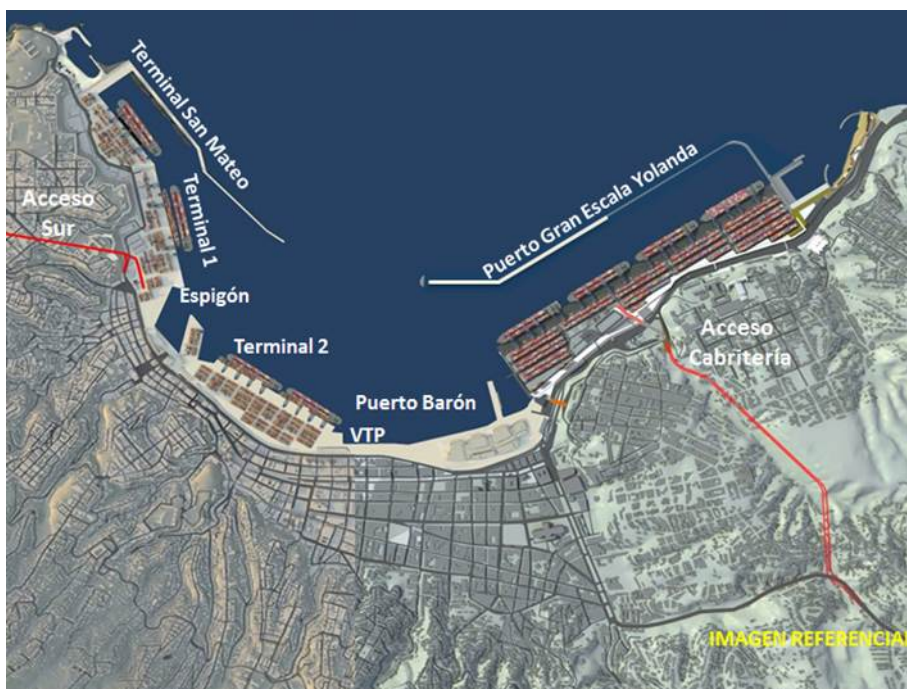 Terminal San Mateo
Acceso
Sur
Terminal 1
Puerto Gran Escala Yolanda
Espigón
Terminal 2
Acceso
Cabritería
Puerto Barón
VTP
IMAGEN REFERENCIAL